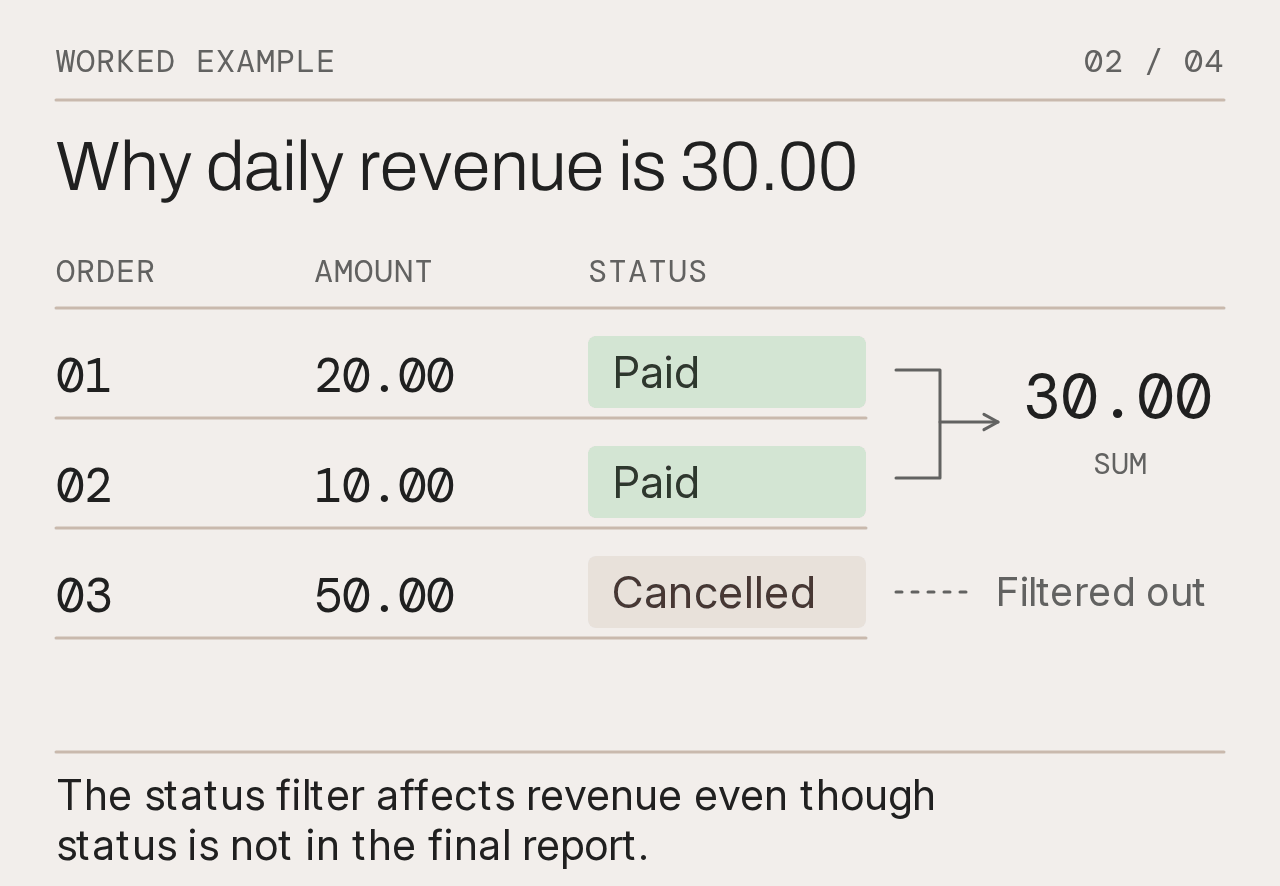 WORKED EXAMPLE 02 / 04
Why daily revenue is 30.00
ORDER AMOUNT STATUS
01 20.00 Paid
30.00
SUM
02 10.00 Paid
03 50.00 Cancelled Filtered out
The status filter affects revenue even though
status is not in the final report.